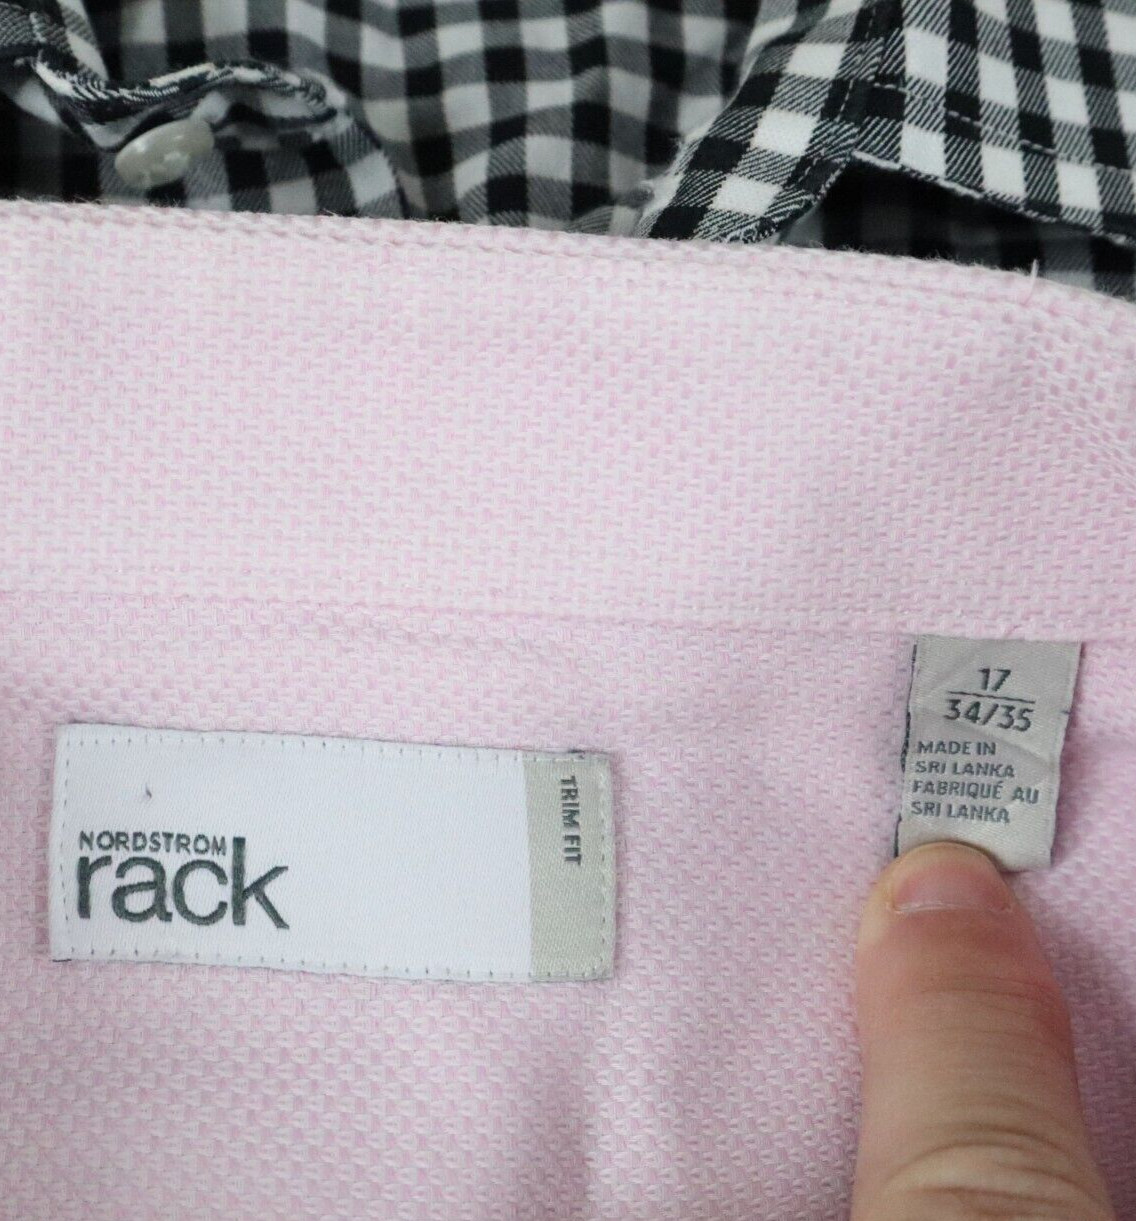 17
34/35
MADE IN
SRI LANKA
FABRIQUÉ AU
SRI LANKA
NORDSTROM
rack
TRIM FIT